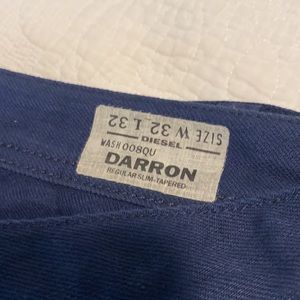 SIZE W 32 L 32
DIESEL
WASH 008QU
DARRON
REGULAR SLIM-TAPERED